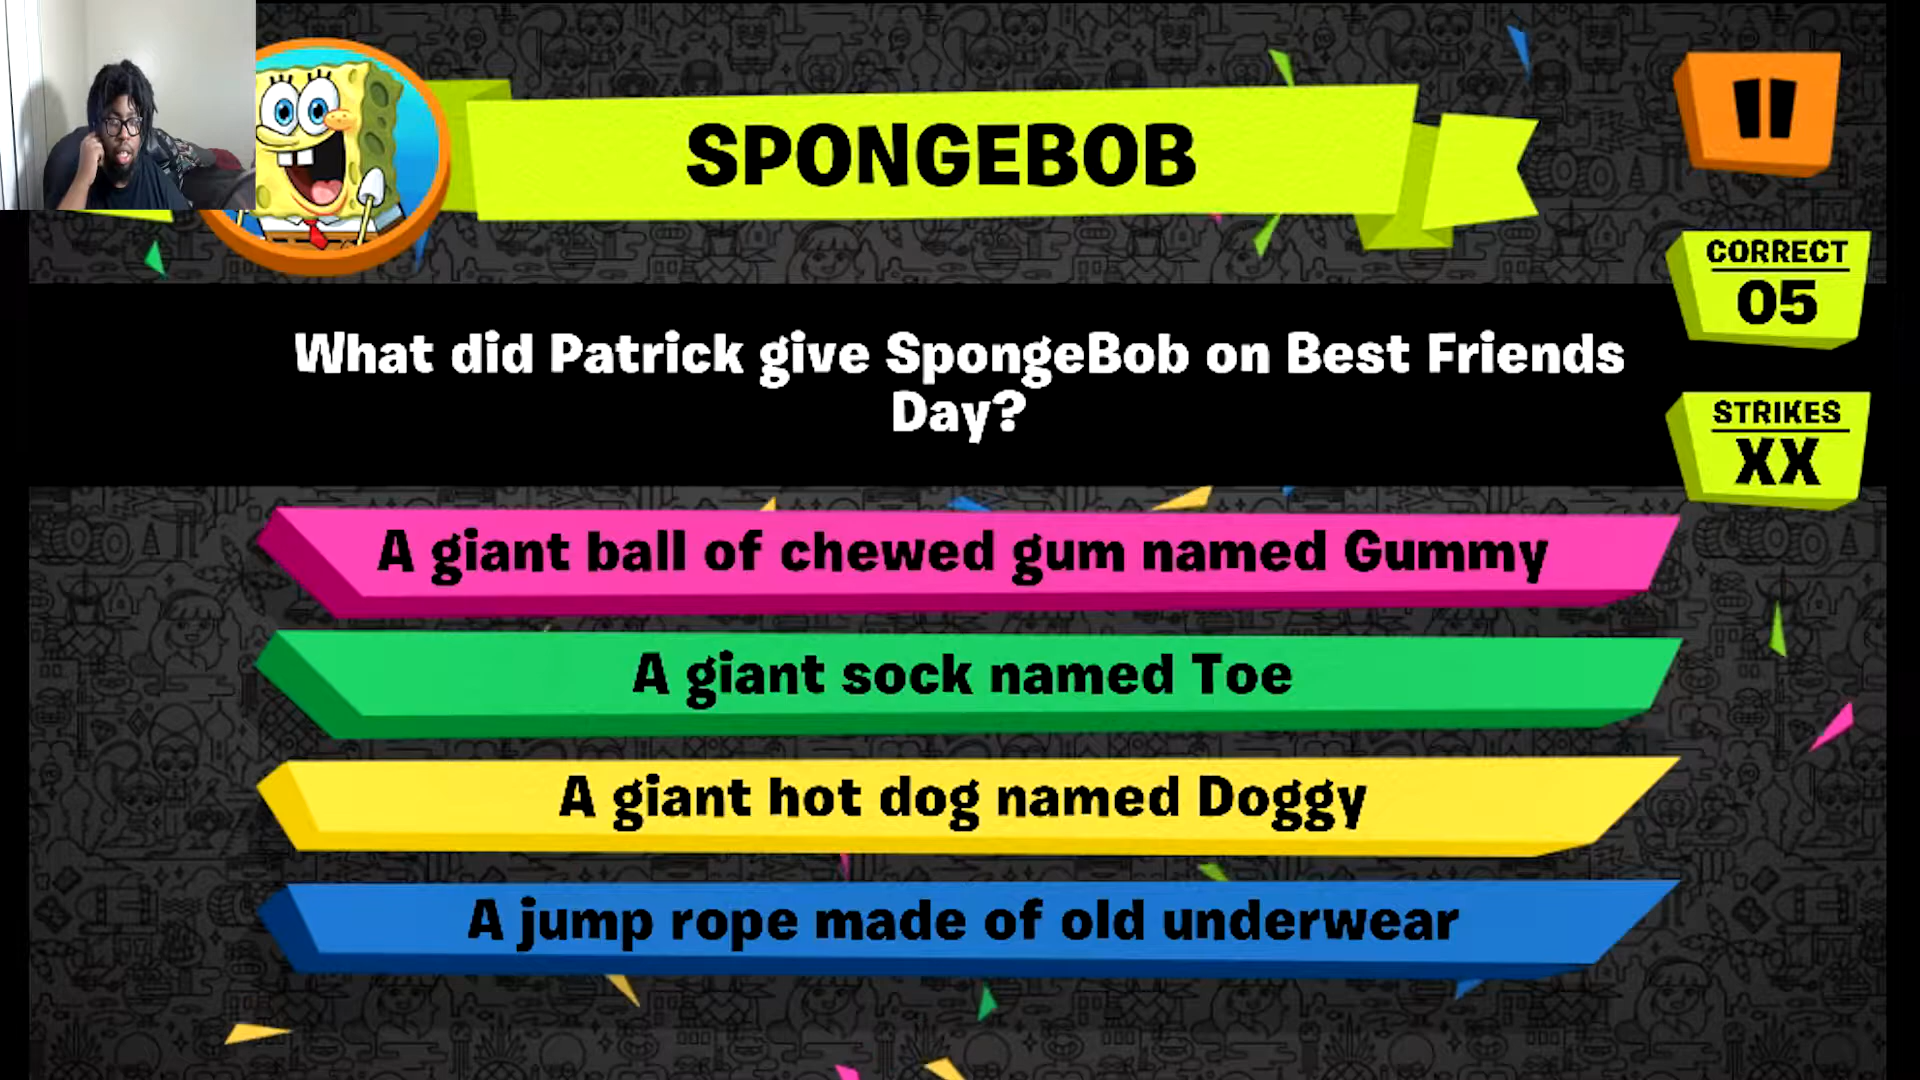 SPONGEBOB
CORRECT
05
What did Patrick give SpongeBob on Best Friends
Day?
STRIKES
XX
A giant ball of chewed gum named Gummy
A giant sock named Toe
A giant hot dog named Doggy
A jump rope made of old underwear